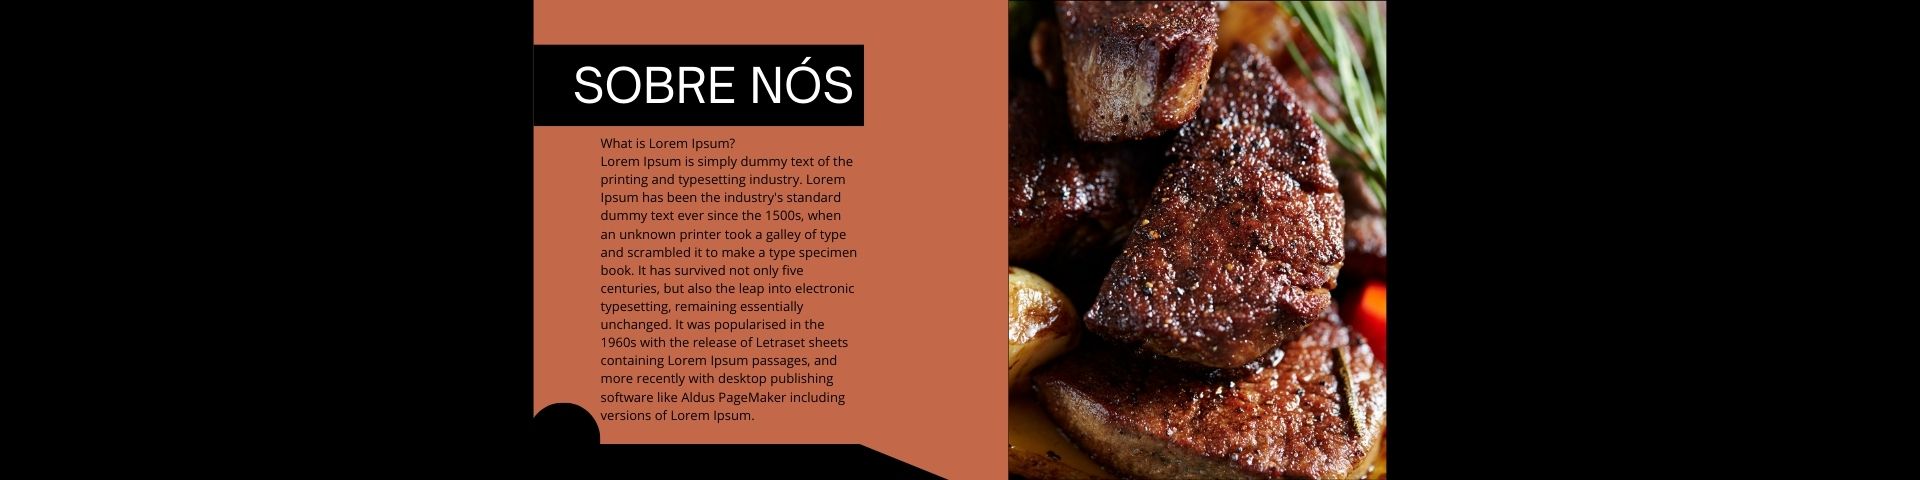 SOBRE NÓS
What is Lorem Ipsum?
Lorem Ipsum is simply dummy text of the
printing and typesetting industry. Lorem
Ipsum has been the industry's standard
dummy text ever since the 1500s, when
an unknown printer took a galley of type
and scrambled it to make a type specimen
book. It has survived not only five
centuries, but also the leap into electronic
typesetting, remaining essentially
unchanged. It was popularised in the
1960s with the release of Letraset sheets
containing Lorem Ipsum passages, and
more recently with desktop publishing
software like Aldus PageMaker including
versions of Lorem Ipsum.